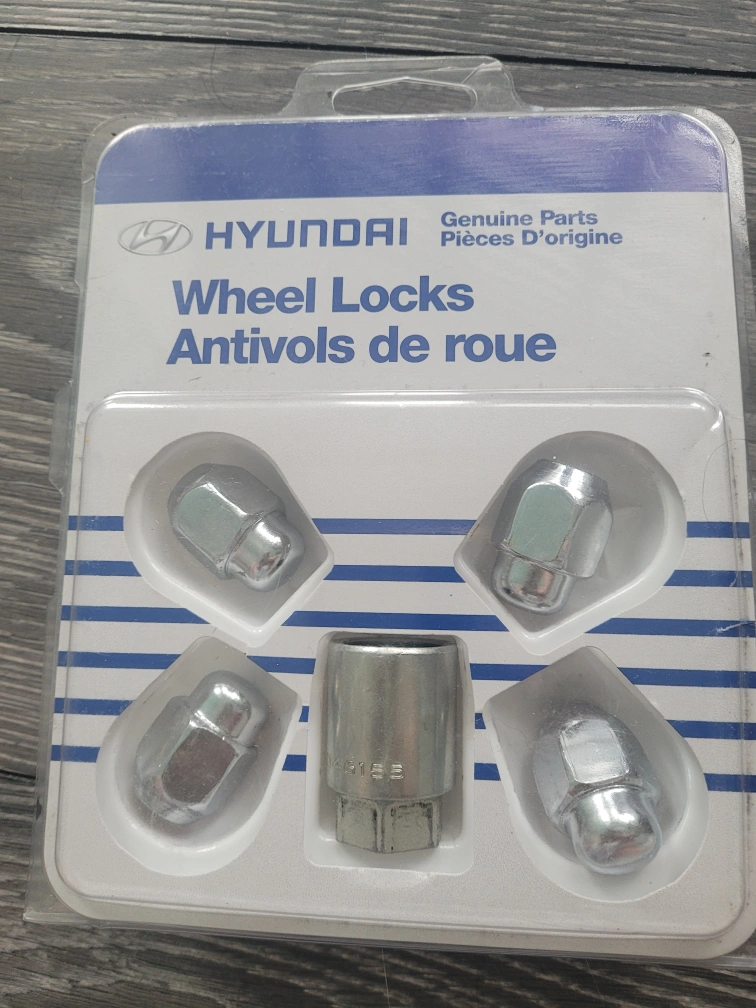 HYUNDAI
Genuine Parts
Pièces D'origine
Wheel Locks
Antivols de roue